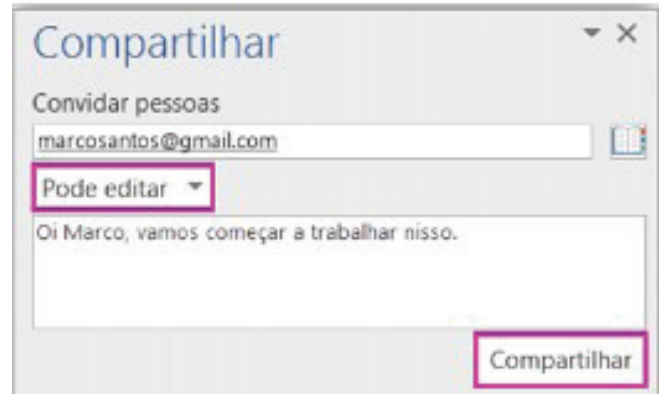 Compartilhar
Convidar pessoas
marcosantos@gmail.com
Pode editar
Oi Marco, vamos começar a trabalhar nisso.
Compartilhar